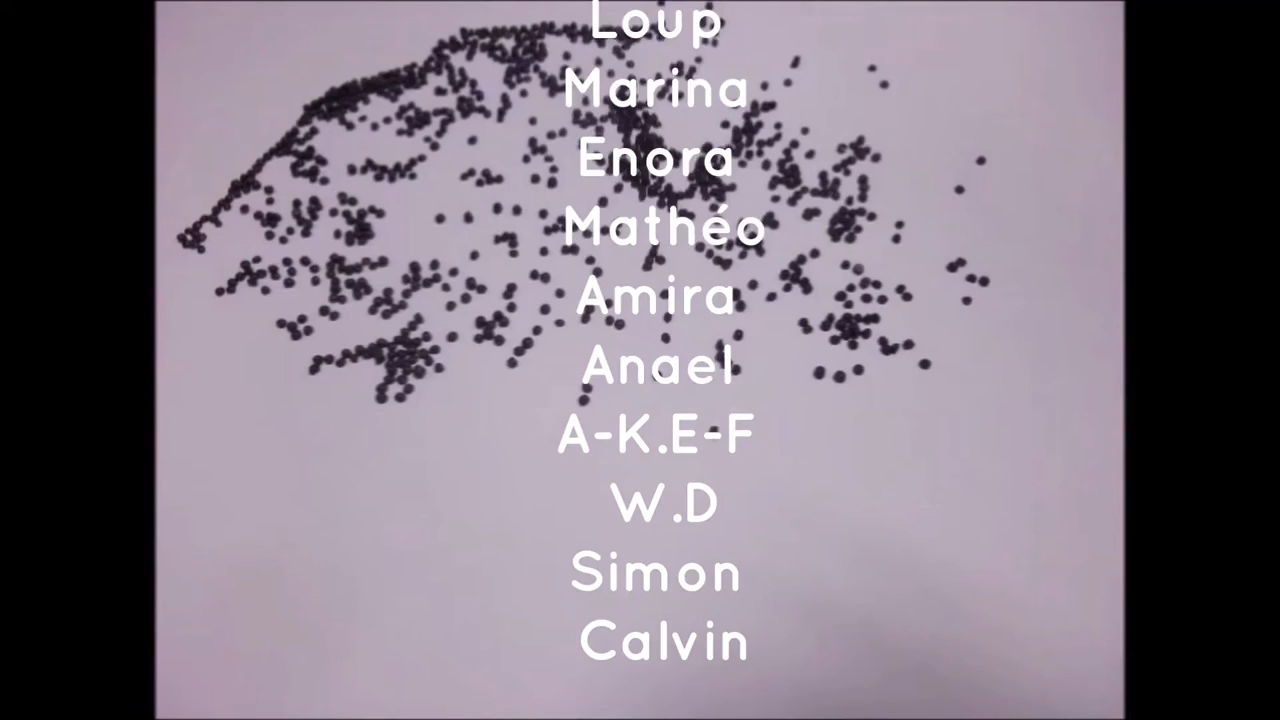 Loup
Marina
Enora
Mathéo
Amira
Anael
A-K.E-F
W.D
Simon
Calvin